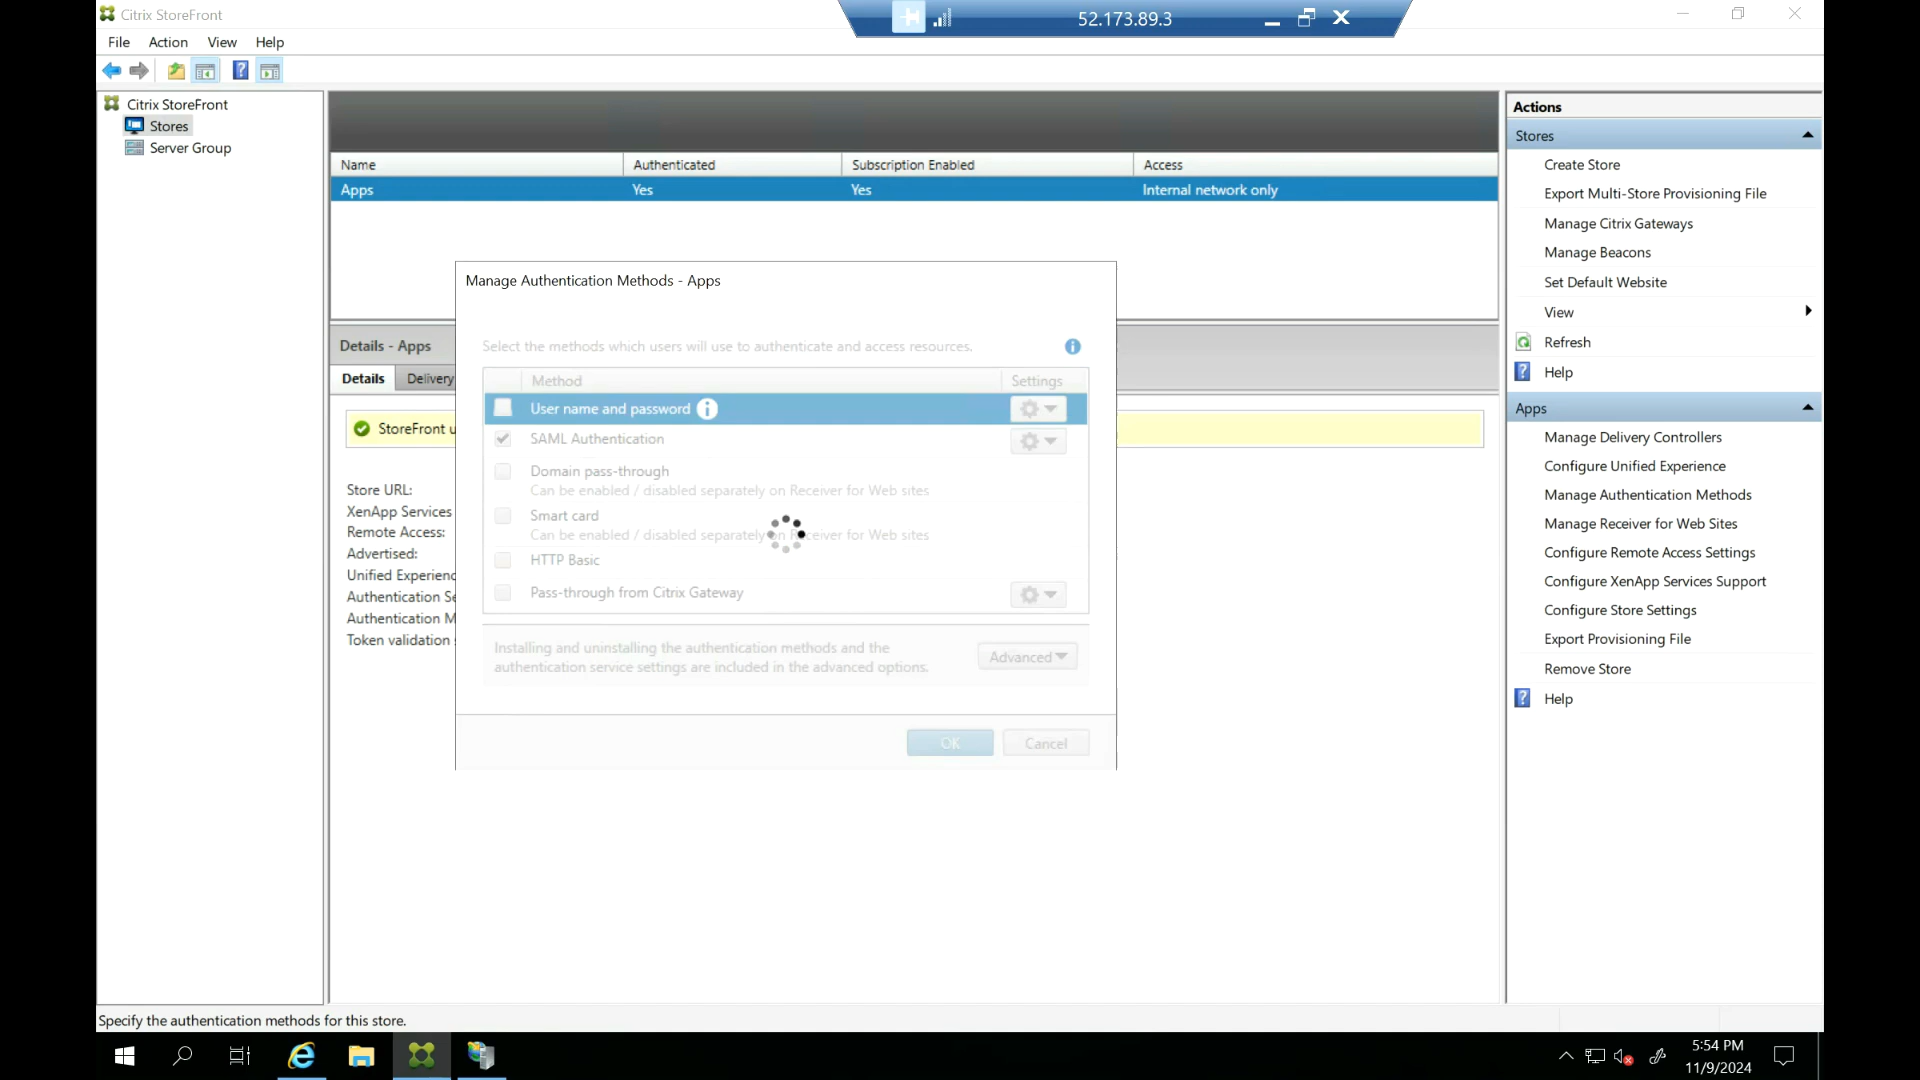 Citrix StoreFront
52.173.89.3
File Action View Help
Citrix StoreFront
Stores
Server Group
Name Authenticated Subscription Enabled Access
Apps Yes Yes Internal network only
Manage Authentication Methods - Apps
Select the methods which users will use to authenticate and access resources.
Method Settings
User name and password
SAML Authentication
Domain pass-through
Can be enabled / disabled separately on Receiver for Web sites
Smart card
Can be enabled / disabled separately on Receiver for Web sites
HTTP Basic
Pass-through from Citrix Gateway
Installing and uninstalling the authentication methods and the
authentication service settings are included in the advanced options.
Advanced
OK Cancel
Details - Apps
Details Delivery
StoreFront u
Store URL:
XenApp Services
Remote Access:
Advertised:
Unified Experienc
Authentication Se
Authentication M
Token validation
Actions
Stores
Create Store
Export Multi-Store Provisioning File
Manage Citrix Gateways
Manage Beacons
Set Default Website
View
Refresh
Help
Apps
Manage Delivery Controllers
Configure Unified Experience
Manage Authentication Methods
Manage Receiver for Web Sites
Configure Remote Access Settings
Configure XenApp Services Support
Configure Store Settings
Export Provisioning File
Remove Store
Help
Specify the authentication methods for this store.
5:54 PM
11/9/2024